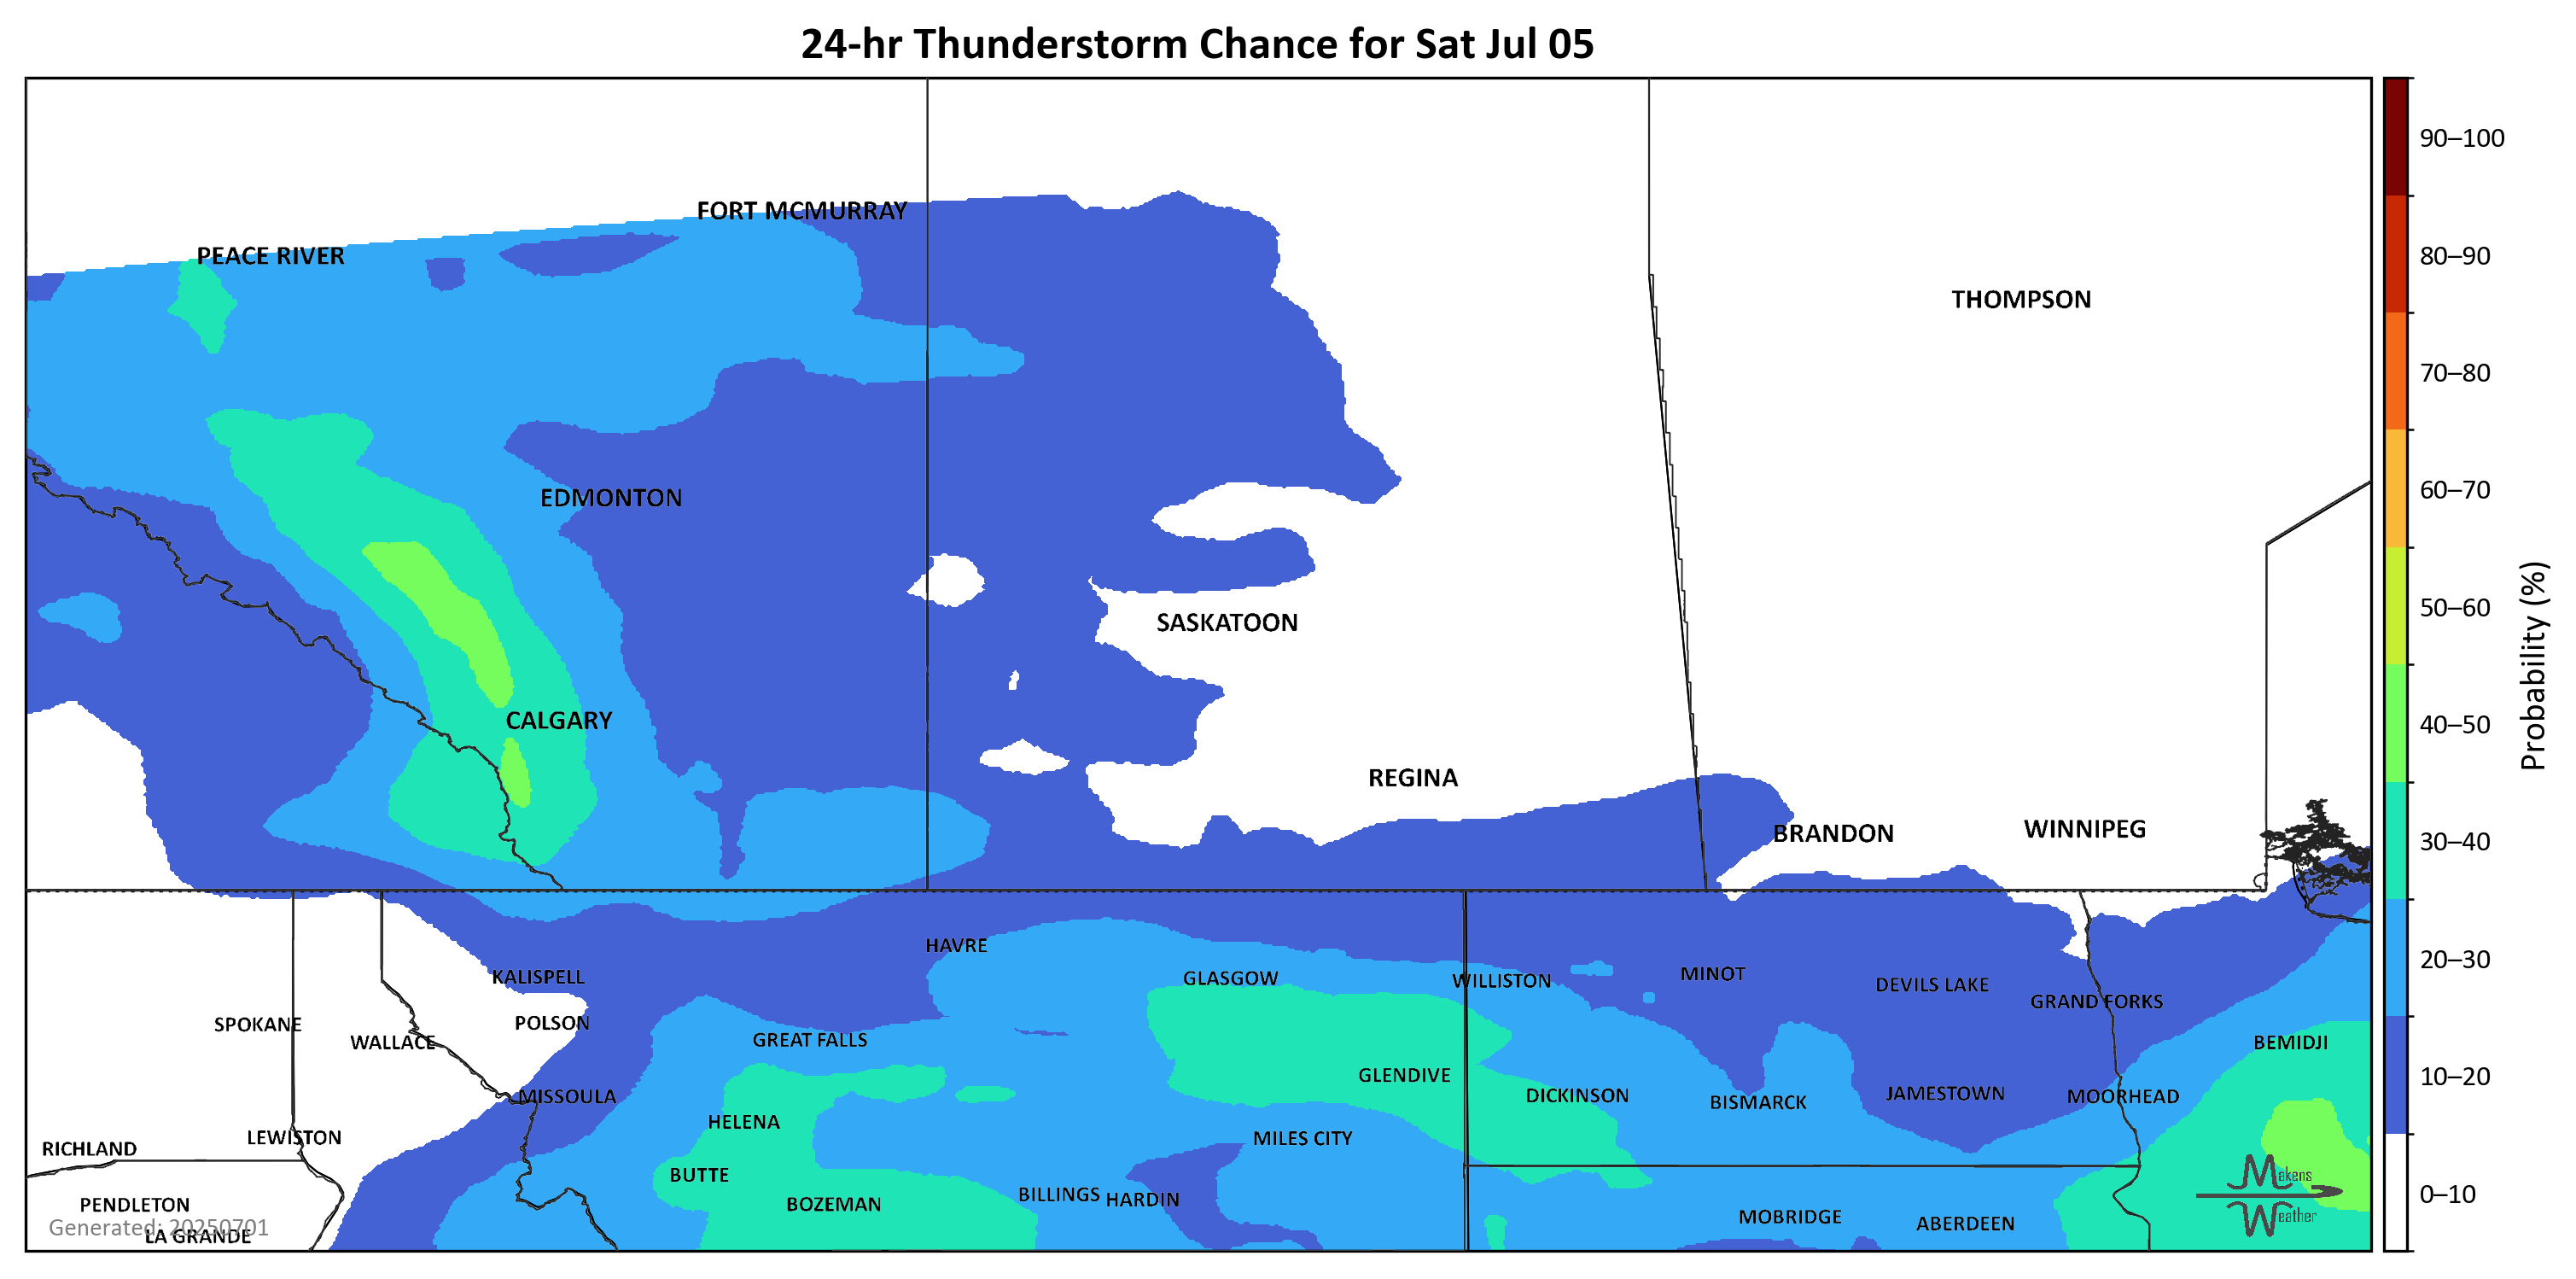 24-hr Thunderstorm Chance for Sat Jul 05
90–100
FORT MCMURRAY
PEACE RIVER
80–90
THOMPSON
70–80
60–70
EDMONTON
50–60
SASKATOON
Probability (%)
CALGARY
40–50
REGINA
BRANDON
WINNIPEG
30–40
HAVRE
20–30
KALISPELL
GLASGOW
WILLISTON
MINOT
DEVILS LAKE
GRAND FORKS
SPOKANE
POLSON
WALLACE
GREAT FALLS
BEMIDJI
GLENDIVE
10–20
MISSOULA
DICKINSON
BISMARCK
JAMESTOWN
MOORHEAD
HELENA
RICHLAND
LEWISTON
MILES CITY
BUTTE
Makens
Weather
PENDLETON
BOZEMAN
BILLINGS
HARDIN
0–10
MOBRIDGE
ABERDEEN
Generated: 20250701
LA GRANDE